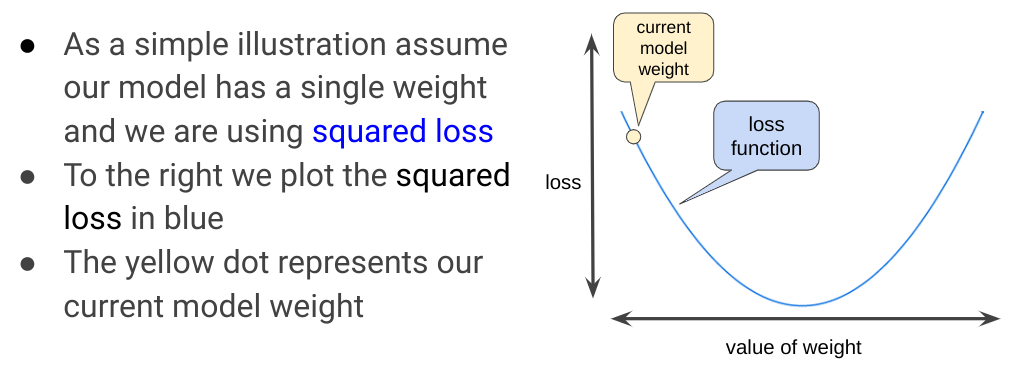 ● As a simple illustration assume
our model has a single weight
and we are using squared loss
● To the right we plot the squared
loss in blue
● The yellow dot represents our
current model weight
current
model
weight
loss
function
loss
value of weight